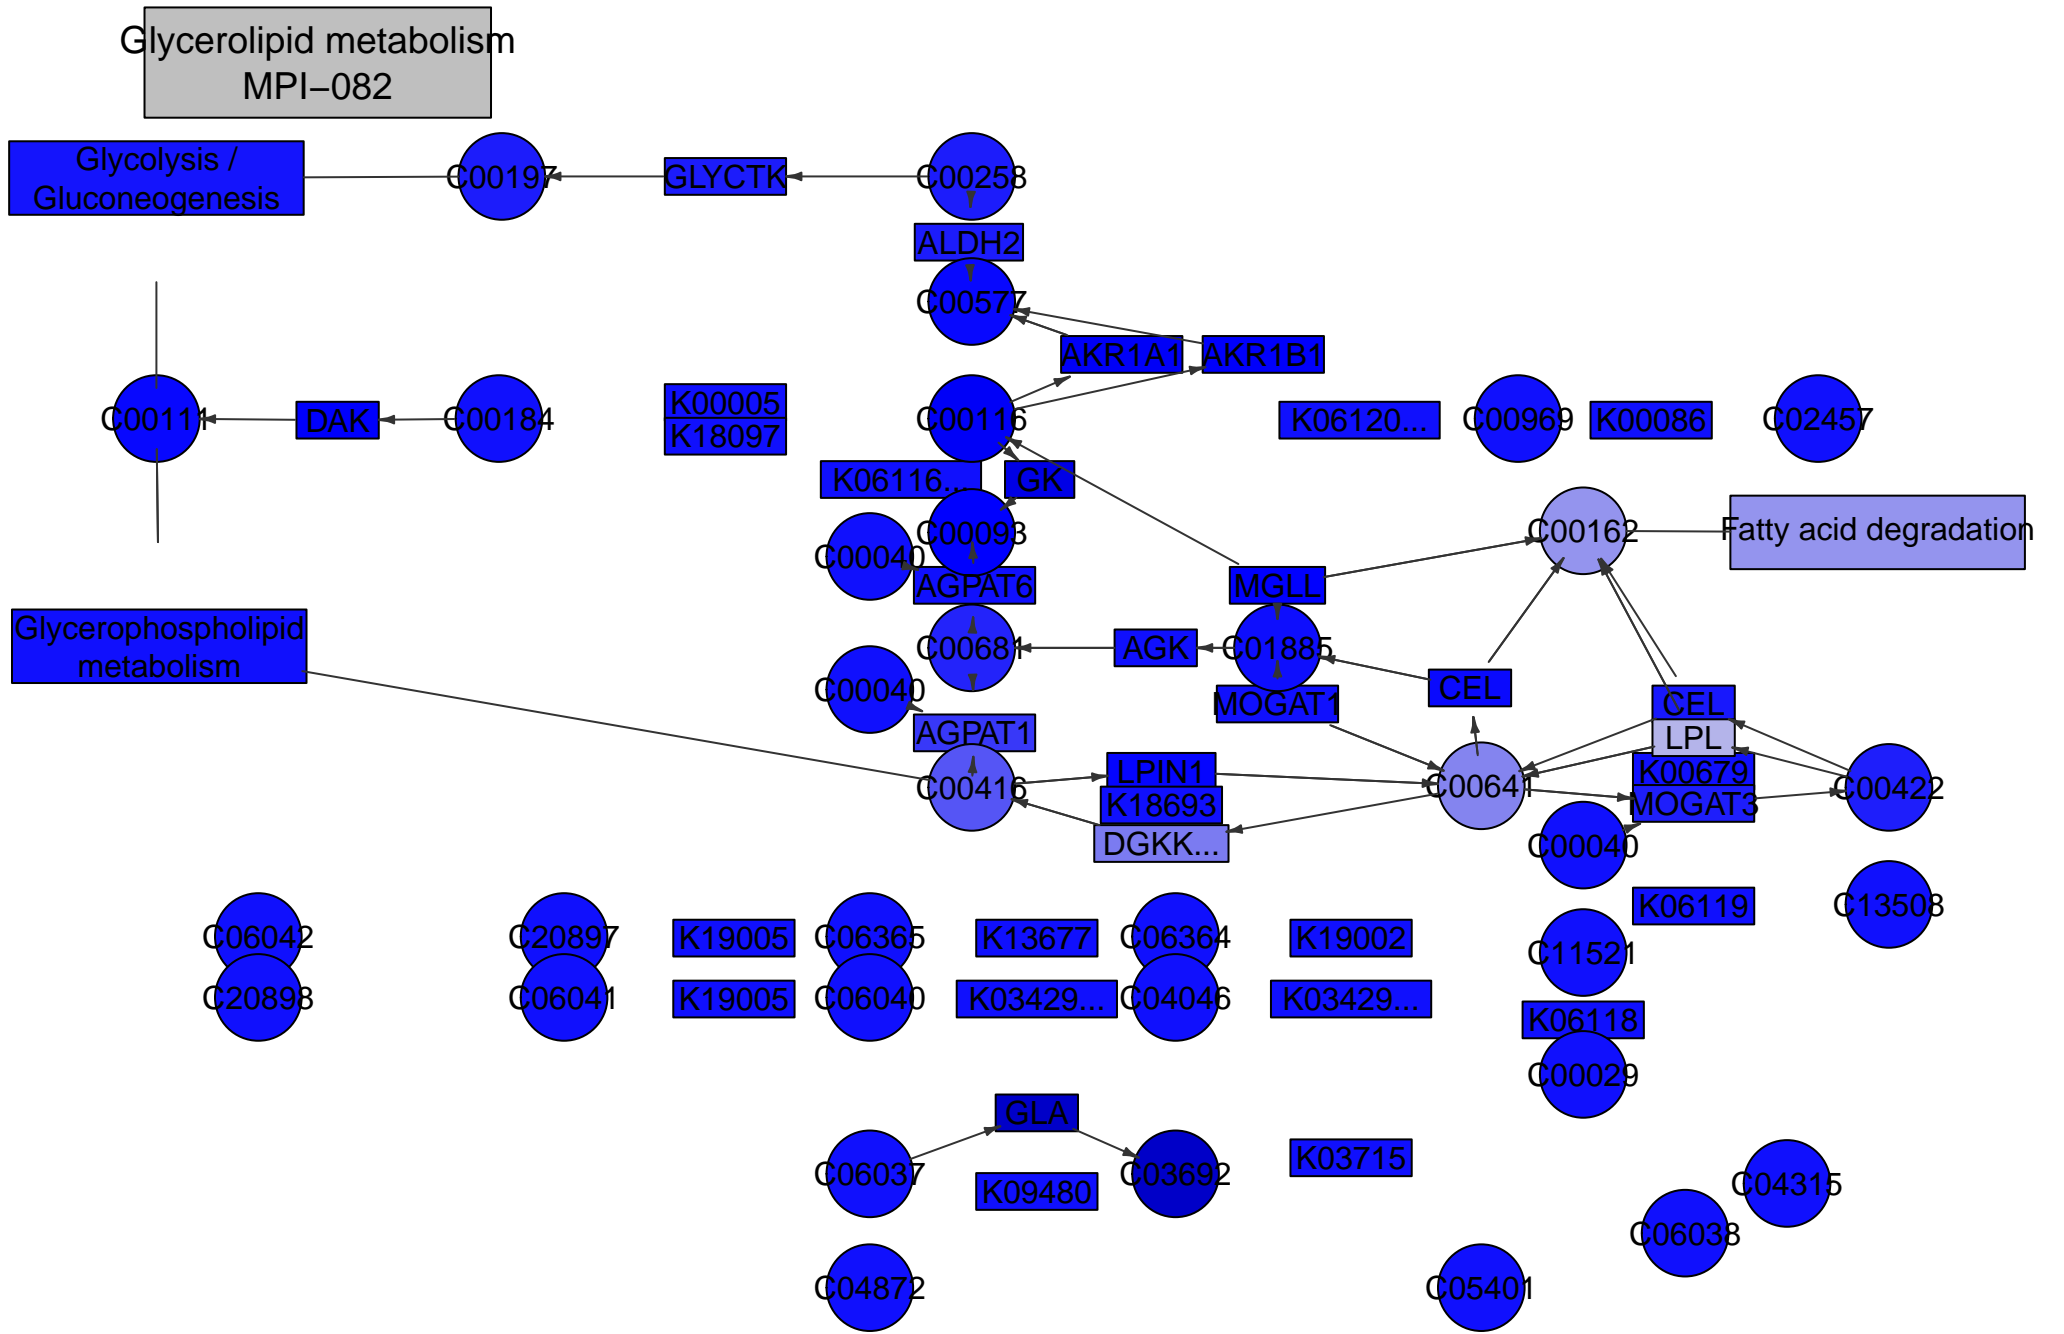 Glycerolipid metabolism
MPI−082
Glycolysis /
Gluconeogenesis
C00197
GLYCTK
C00258
ALDH2
C00577
AKR1A1
AKR1B1
C00111
DAK
C00184
K00005
K18097
C00116
K06120...
C00969
K00086
C02457
K06116...
GK
C00093
C00040
AGPAT6
MGLL
C00162
Fatty acid degradation
Glycerophospholipid
metabolism
C00681
AGK
C01885
C00040
MOGAT1
CEL
CEL
AGPAT1
LPL
C00416
LPIN1
K18693
DGKK...
C00641
K00679
MOGAT3
C00422
C00040
K06119
C13508
C06042
C20897
K19005
C06365
K13677
C06364
K19002
C11521
C20898
C06041
K19005
C06040
K03429...
C04046
K03429...
K06118
C00029
GLA
C06037
K09480
C03692
K03715
C04315
C06038
C04872
C05401